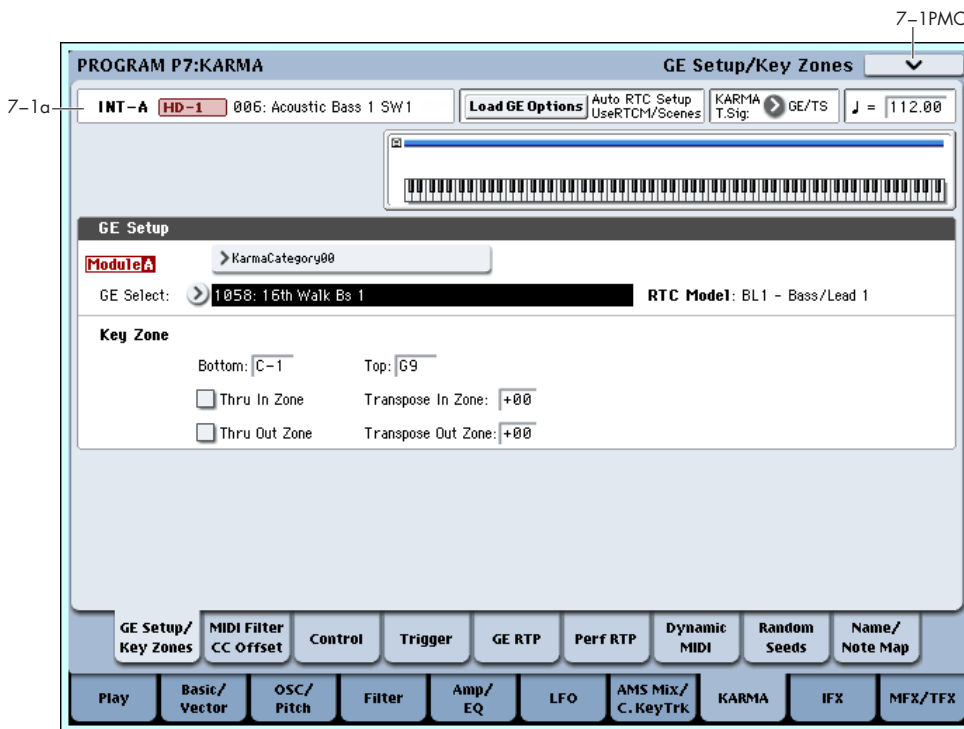 7–1PMC
PROGRAM P7:KARMA GE Setup/Key Zones
7–1a
INT-A HD-1 006: Acoustic Bass 1 SW1 Load GE Options Auto RTC Setup UseRTCM/Scenes KARMA T.Sig: GE/TS ♩ = 112.00
GE Setup
Module A KarmaCategory00
GE Select: 1058: 16th Walk Bs 1 RTC Model: BL1 - Bass/Lead 1
Key Zone
Bottom: C-1 Top: G9
Thru In Zone Transpose In Zone: +00
Thru Out Zone Transpose Out Zone: +00
GE Setup/ Key Zones MIDI Filter CC Offset Control Trigger GE RTP Perf RTP Dynamic MIDI Random Seeds Name/ Note Map
Play Basic/ Vector OSC/ Pitch Filter Amp/ EQ LFO AMS Mix/ C.KeyTrk KARMA IFX MFX/TFX